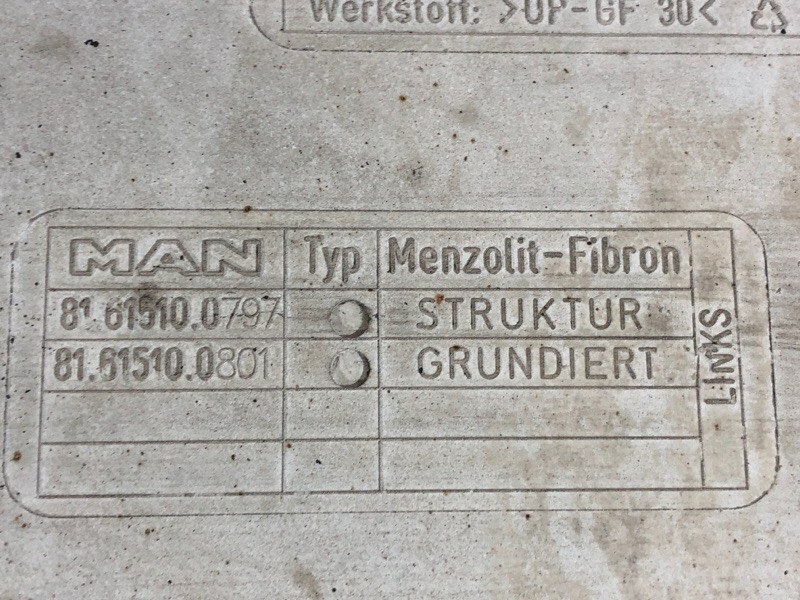 Werkstoff: >UP-GF 30<
MAN Typ Menzolit-Fibron
81.61510.0797 STRUKTUR
81.61510.0801 GRUNDIERT
LINKS